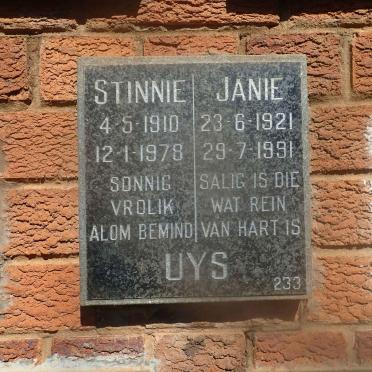 STINNIE
4-5-1910
12-1-1978
SONNIG
VROLIK
ALOM BEMIND
JANIE
23-6-1921
29-7-1991
SALIG IS DIE
WAT REIN
VAN HART IS
UYS
233